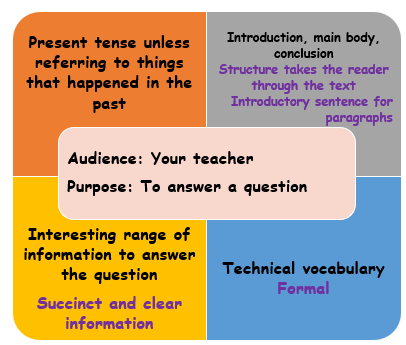 Present tense unless
referring to things
that happened in the
past
Introduction, main body,
conclusion
Structure takes the reader
through the text
Introductory sentence for
paragraphs
Audience: Your teacher
Purpose: To answer a question
Interesting range of
information to answer
the question
Succinct and clear
information
Technical vocabulary
Formal